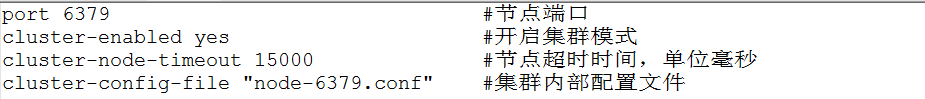 port 6379 #节点端口
cluster-enabled yes #开启集群模式
cluster-node-timeout 15000 #节点超时时间，单位毫秒
cluster-config-file "node-6379.conf" #集群内部配置文件